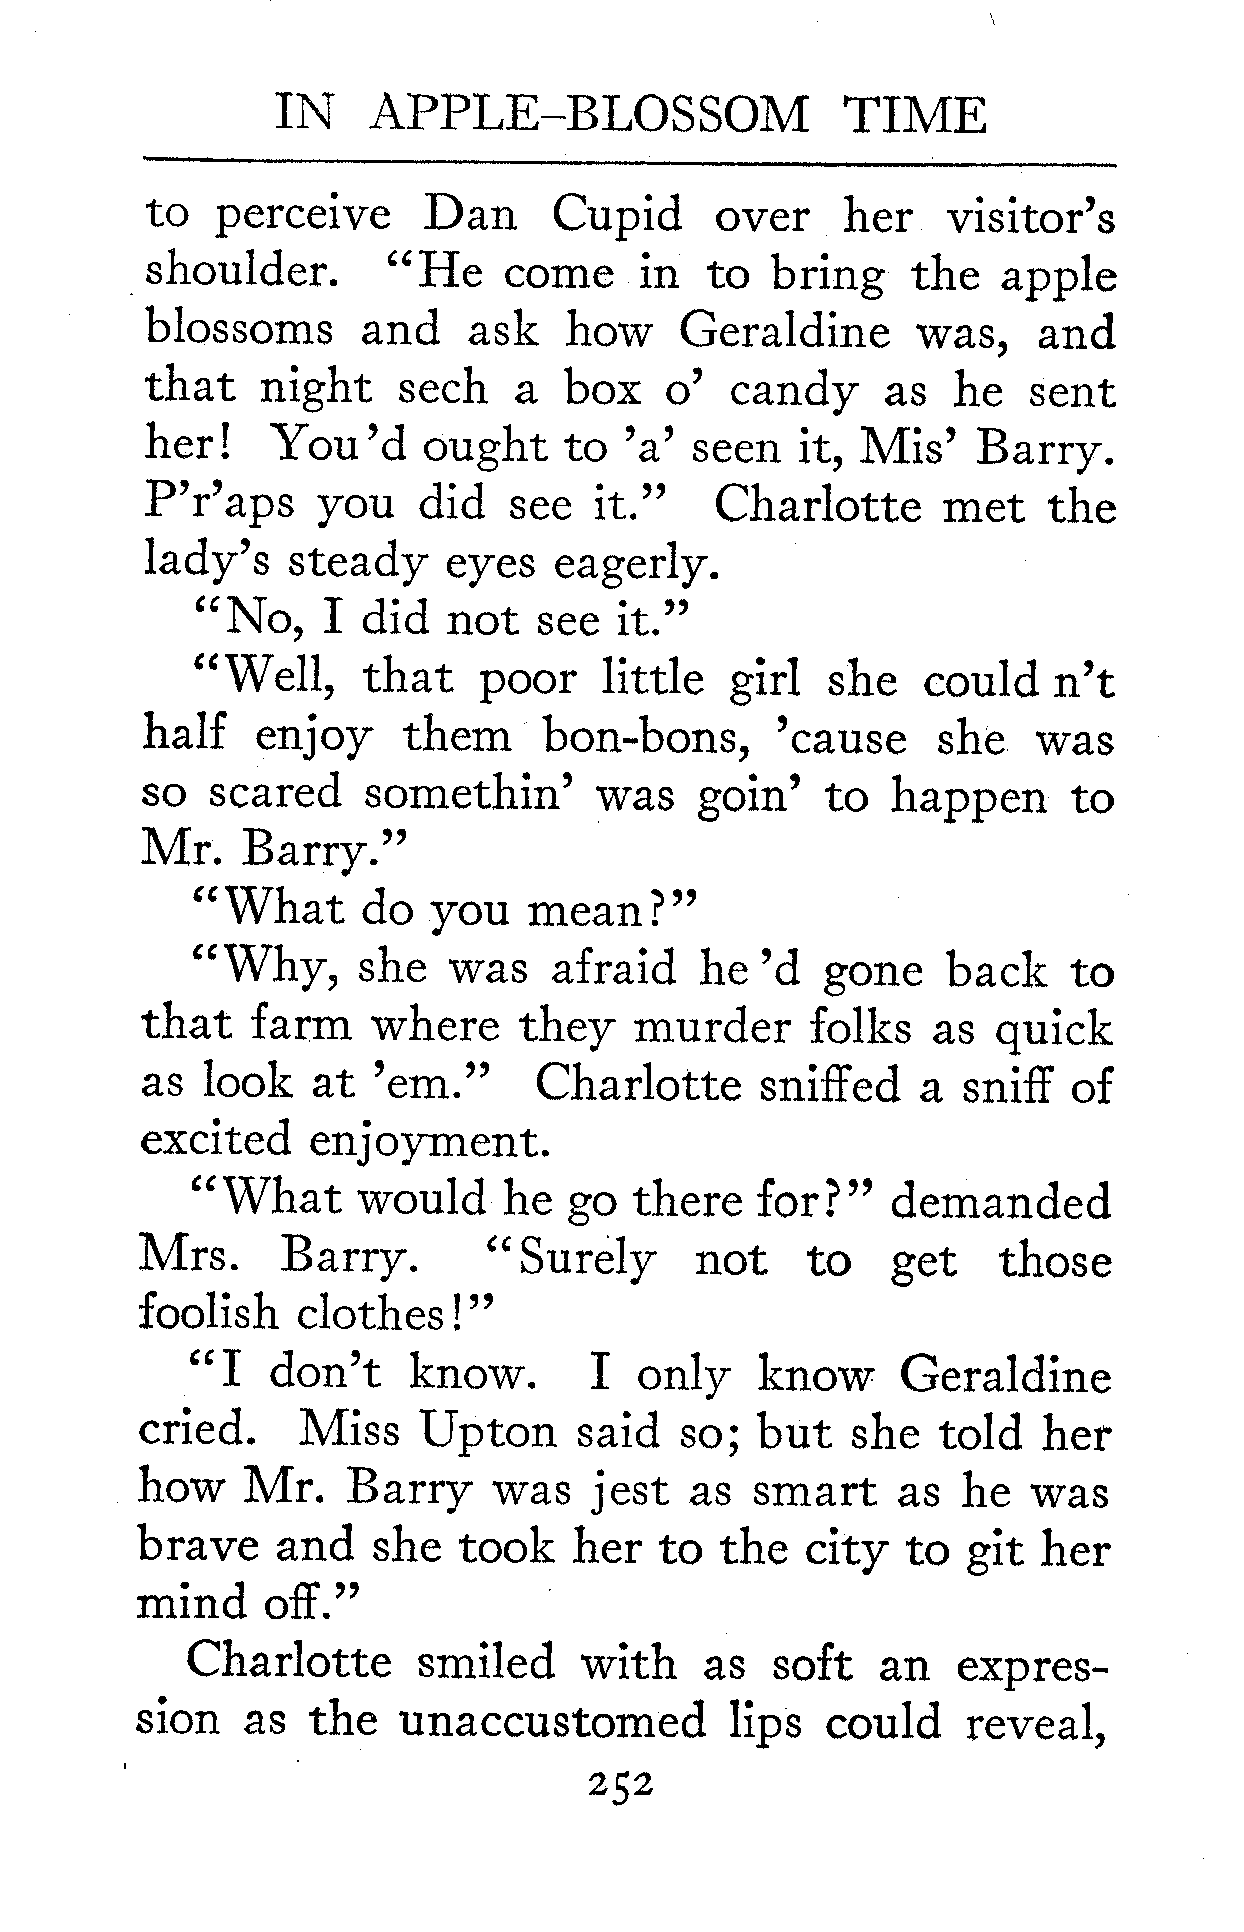 IN APPLE-BLOSSOM TIME
to perceive Dan Cupid over her visitor's
shoulder. "He come in to bring the apple
blossoms and ask how Geraldine was, and
that night sech a box o' candy as he sent
her! You'd ought to 'a' seen it, Mis' Barry.
P'r'aps you did see it." Charlotte met the
lady's steady eyes eagerly.
"No, I did not see it."
"Well, that poor little girl she could n't
half enjoy them bon-bons, 'cause she was
so scared somethin' was goin' to happen to
Mr. Barry."
"What do you mean?"
"Why, she was afraid he 'd gone back to
that farm where they murder folks as quick
as look at 'em." Charlotte sniffed a sniff of
excited enjoyment.
"What would he go there for?" demanded
Mrs. Barry. "Surely not to get those
foolish clothes!"
"I don't know. I only know Geraldine
cried. Miss Upton said so; but she told her
how Mr. Barry was jest as smart as he was
brave and she took her to the city to git her
mind off."
Charlotte smiled with as soft an expres-
sion as the unaccustomed lips could reveal,
252